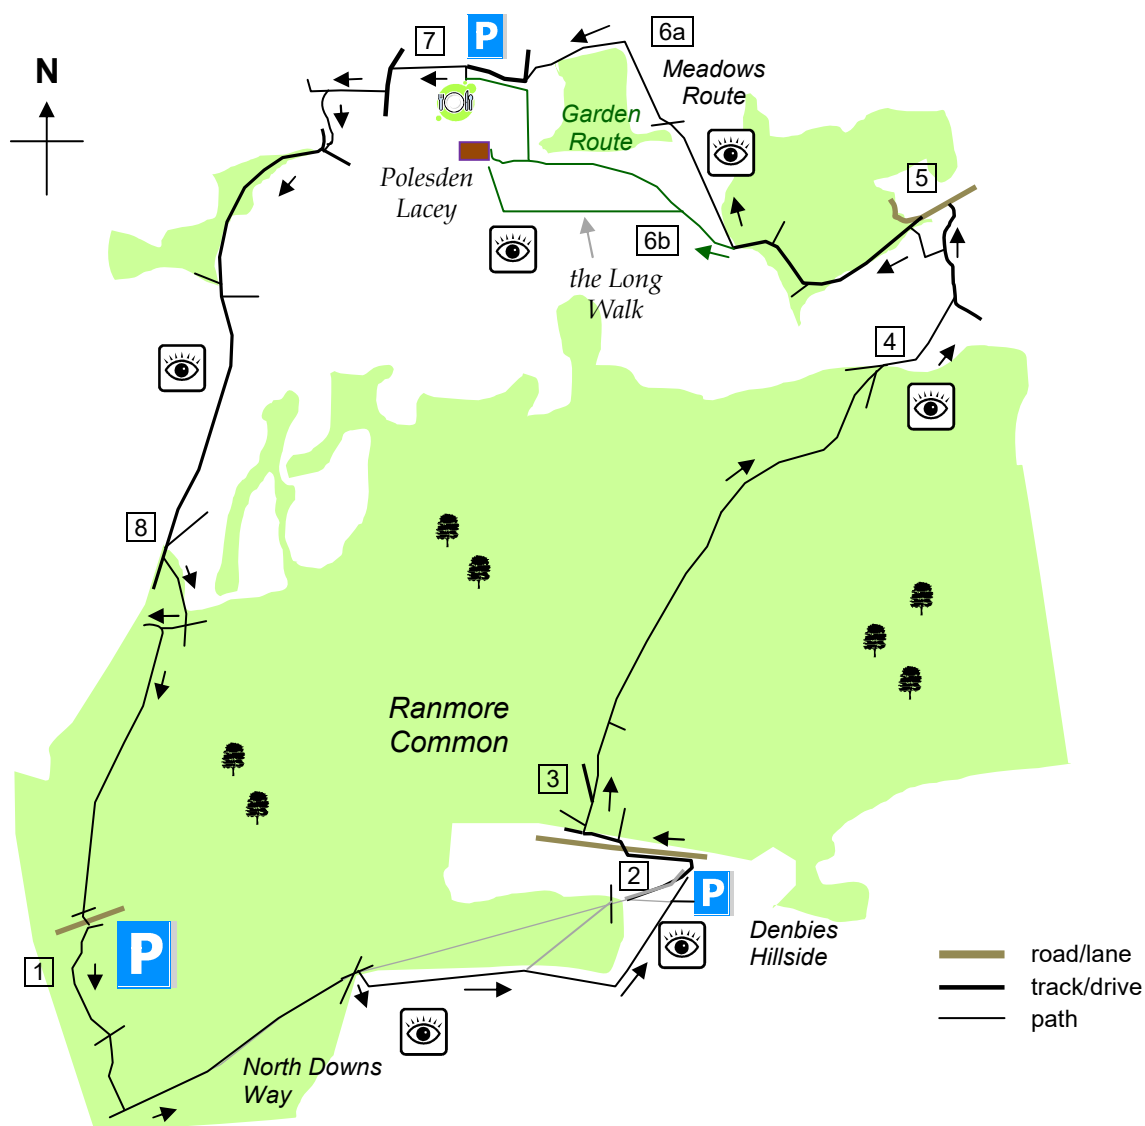 7
P
6a
N
Meadows
Route
Garden
Route
5
Polesden
Lacey
6b
the Long
Walk
4
8
Ranmore
Common
3
2
P
Denbies
Hillside
P
1
road/lane
track/drive
path
North Downs
Way